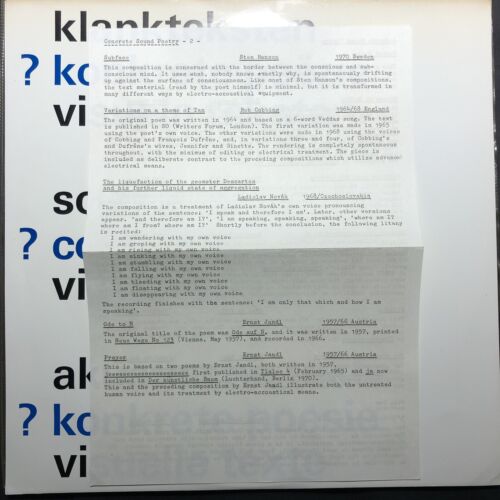 klankteksten
? ko
vi
so
? co
vi
ak
? ko
vi
Concrete Sound Poetry - 2 -
Subface Sten Hanson 1970 Sweden
This composition is concerned with the border between the conscious and sub-
conscious mind. It uses what, nobody knows exactly why, is spontaneously drifting
up against the surface of consciousness. Like most of Sten Hanson's compositions,
the text material (read by the poet himself) is minimal, but it is transformed in
many different ways by electro-acoustical equipment.
Variations on a theme of Tan Bob Cobbing 1964/68 England
The original poem was written in 1964 and based on a 6-word Veddas song. The text
is published in SO (Writers Forum, London). The first variation was made in 1965
using the poet's own voice. The other variations were made in 1968 using the voices
of Cobbing and Dufrêne; and, in variations three and four, of Cobbing's
and Dufrêne's wives, Jennifer and Ginette. The rendering is completely spontaneous
throughout, with the minimum of editing or electrical treatment. The piece is
included as deliberate contrast to the preceding compositions which utilize advanced
electrical means.
The liquefaction of the geometer Descartes
and his further liquid state of aggregation
Ladislav Novák 1968/Czechoslovakia
The composition is a treatment of Ladislav Novák's own voice pronouncing
variations of the sentence: 'I speak and therefore I am'. Later, other versions
appear: 'and therefore am I?', 'I am speaking, speaking, speaking', 'where am I?
where am I from? where am I?' Shortly before the conclusion, the following litany
is recited:
I am wandering with my own voice
I am groping with my own voice
I am rising with my own voice
I am sinking with my own voice
I am stumbling with my own voice
I am falling with my own voice
I am flying with my own voice
I am bleeding with my own voice
I am floating with my own voice
I am disappearing with my own voice
The recording finishes with the sentence: 'I am only that which and how I am
speaking'.
Ode to N Ernst Jandl 1957/66 Austria
The original title of the poem was Ode auf N, and it was written in 1957, printed
in Neue Wege No 123 (Vienna, May 1957), and recorded in 1966.
Prayer Ernst Jandl 1957/66 Austria
This is based on two poems by Ernst Jandl, both written in 1957,
first published in Zlalec 4 (February 1965) and ja now
included in Der künstliche Baum (Luchterhand, Berlin 1970).
This and the preceding composition by Ernst Jandl illustrate both the untreated
human voice and its treatment by electro-accoustical means.